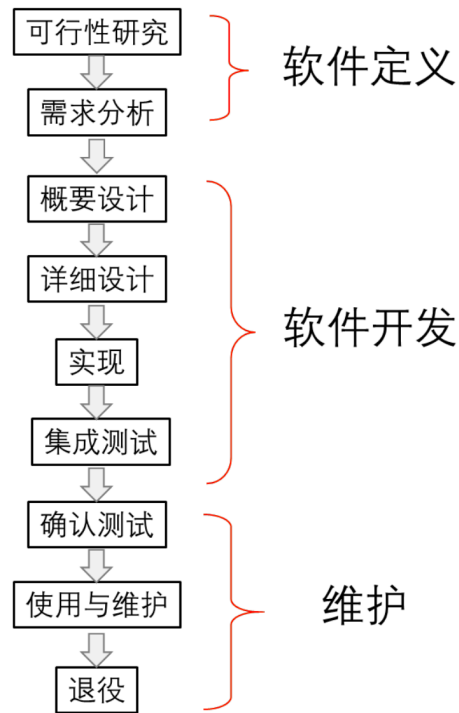 可行性研究
软件定义
需求分析
概要设计
详细设计
软件开发
实现
集成测试
确认测试
使用与维护
维护
退役